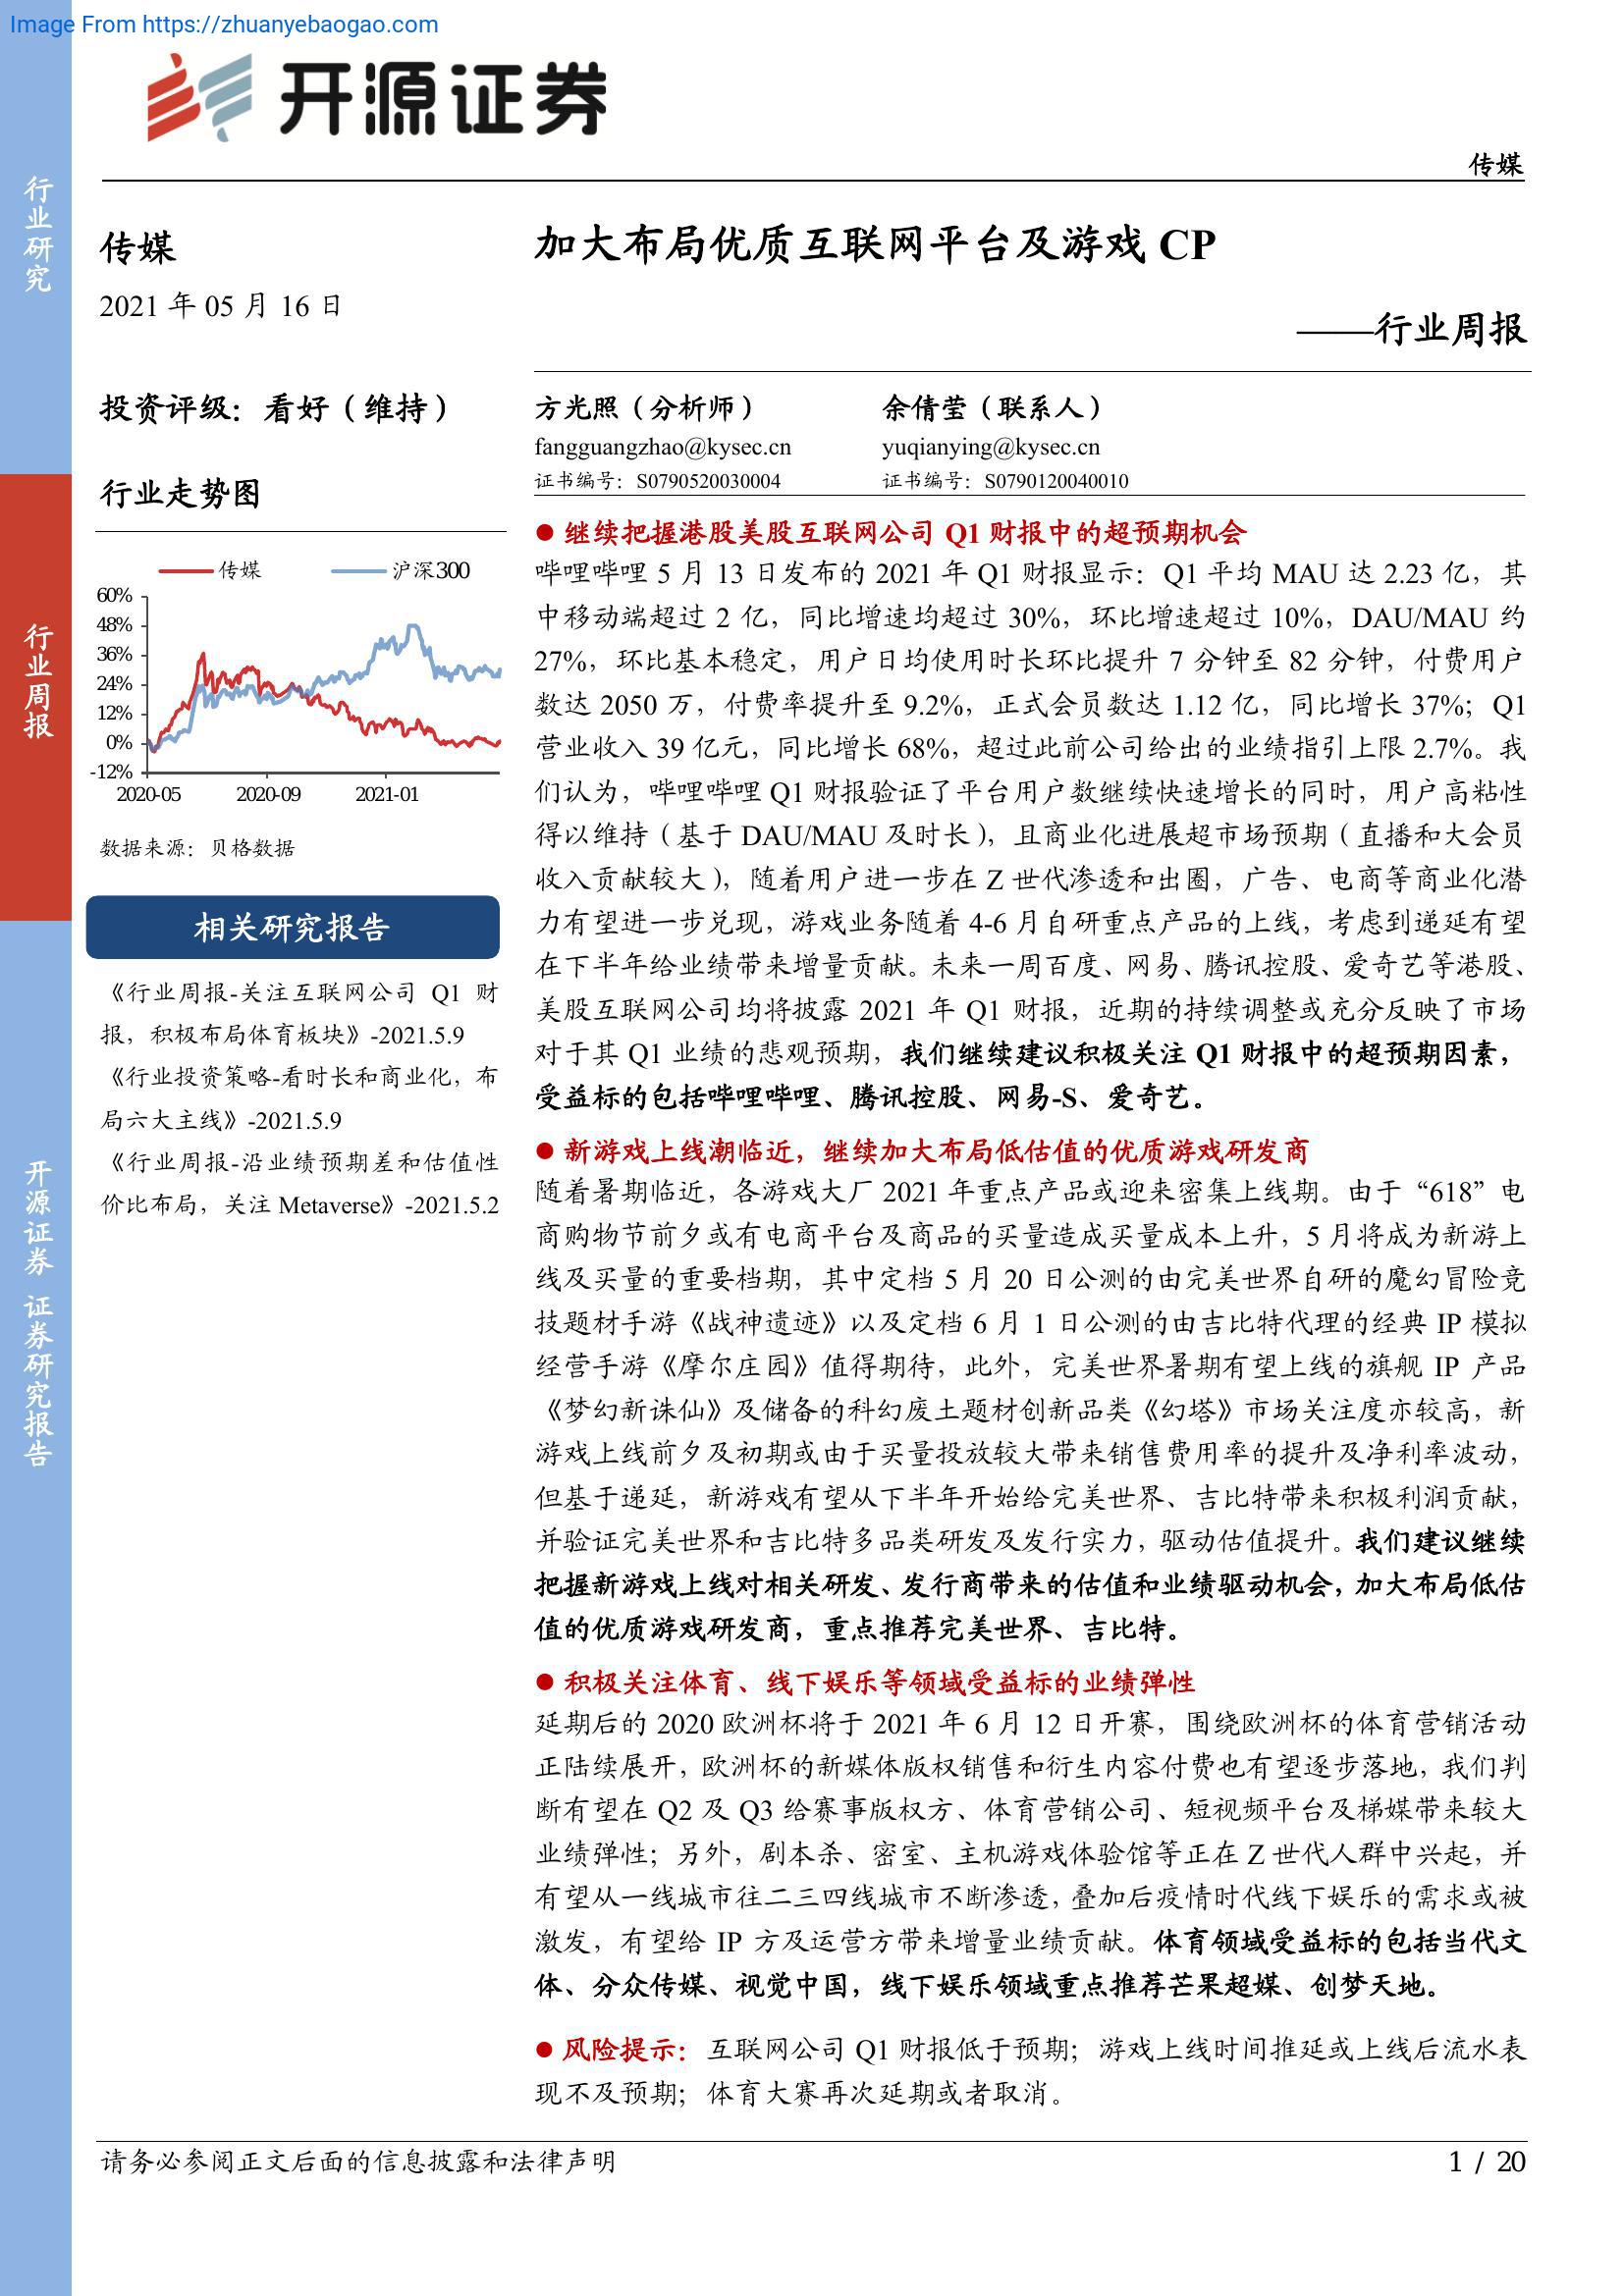 Image From https://zhuanyebaogao.com
开源证券
传媒
行业研究
行业周报
开源证券 证券研究报告
传媒
2021 年 05 月 16 日
投资评级：看好（维持）
行业走势图
传媒 沪深300
60%
48%
36%
24%
12%
0%
-12%
2020-05 2020-09 2021-01
数据来源：贝格数据
相关研究报告
《行业周报-关注互联网公司 Q1 财
报，积极布局体育板块》-2021.5.9
《行业投资策略-看时长和商业化，布
局六大主线》-2021.5.9
《行业周报-沿业绩预期差和估值性
价比布局，关注 Metaverse》-2021.5.2
加大布局优质互联网平台及游戏 CP
——行业周报
方光照（分析师） 余倩莹（联系人）
fangguangzhao@kysec.cn yuqianying@kysec.cn
证书编号：S0790520030004 证书编号：S0790120040010
● 继续把握港股美股互联网公司 Q1 财报中的超预期机会
哔哩哔哩 5 月 13 日发布的 2021 年 Q1 财报显示：Q1 平均 MAU 达 2.23 亿，其
中移动端超过 2 亿，同比增速均超过 30%，环比增速超过 10%，DAU/MAU 约
27%，环比基本稳定，用户日均使用时长环比提升 7 分钟至 82 分钟，付费用户
数达 2050 万，付费率提升至 9.2%，正式会员数达 1.12 亿，同比增长 37%；Q1
营业收入 39 亿元，同比增长 68%，超过此前公司给出的业绩指引上限 2.7%。我
们认为，哔哩哔哩 Q1 财报验证了平台用户数继续快速增长的同时，用户高粘性
得以维持（基于 DAU/MAU 及时长），且商业化进展超市场预期（直播和大会员
收入贡献较大），随着用户进一步在 Z 世代渗透和出圈，广告、电商等商业化潜
力有望进一步兑现，游戏业务随着 4-6 月自研重点产品的上线，考虑到递延有望
在下半年给业绩带来增量贡献。未来一周百度、网易、腾讯控股、爱奇艺等港股、
美股互联网公司均将披露 2021 年 Q1 财报，近期的持续调整或充分反映了市场
对于其 Q1 业绩的悲观预期，我们继续建议积极关注 Q1 财报中的超预期因素，
受益标的包括哔哩哔哩、腾讯控股、网易-S、爱奇艺。
● 新游戏上线潮临近，继续加大布局低估值的优质游戏研发商
随着暑期临近，各游戏大厂 2021 年重点产品或迎来密集上线期。由于“618”电
商购物节前夕或有电商平台及商品的买量造成买量成本上升，5 月将成为新游上
线及买量的重要档期，其中定档 5 月 20 日公测的由完美世界自研的魔幻冒险竞
技题材手游《战神遗迹》以及定档 6 月 1 日公测的由吉比特代理的经典 IP 模拟
经营手游《摩尔庄园》值得期待，此外，完美世界暑期有望上线的旗舰 IP 产品
《梦幻新诛仙》及储备的科幻废土题材创新品类《幻塔》市场关注度亦较高，新
游戏上线前夕及初期或由于买量投放较大带来销售费用率的提升及净利率波动，
但基于递延，新游戏有望从下半年开始给完美世界、吉比特带来积极利润贡献，
并验证完美世界和吉比特多品类研发及发行实力，驱动估值提升。我们建议继续
把握新游戏上线对相关研发、发行商带来的估值和业绩驱动机会，加大布局低估
值的优质游戏研发商，重点推荐完美世界、吉比特。
● 积极关注体育、线下娱乐等领域受益标的业绩弹性
延期后的 2020 欧洲杯将于 2021 年 6 月 12 日开赛，围绕欧洲杯的体育营销活动
正陆续展开，欧洲杯的新媒体版权销售和衍生内容付费也有望逐步落地，我们判
断有望在 Q2 及 Q3 给赛事版权方、体育营销公司、短视频平台及梯媒带来较大
业绩弹性；另外，剧本杀、密室、主机游戏体验馆等正在 Z 世代人群中兴起，并
有望从一线城市往二三四线城市不断渗透，叠加后疫情时代线下娱乐的需求或被
激发，有望给 IP 方及运营方带来增量业绩贡献。体育领域受益标的包括当代文
体、分众传媒、视觉中国，线下娱乐领域重点推荐芒果超媒、创梦天地。
● 风险提示：互联网公司 Q1 财报低于预期；游戏上线时间推延或上线后流水表
现不及预期；体育大赛再次延期或者取消。
请务必参阅正文后面的信息披露和法律声明 1 / 20